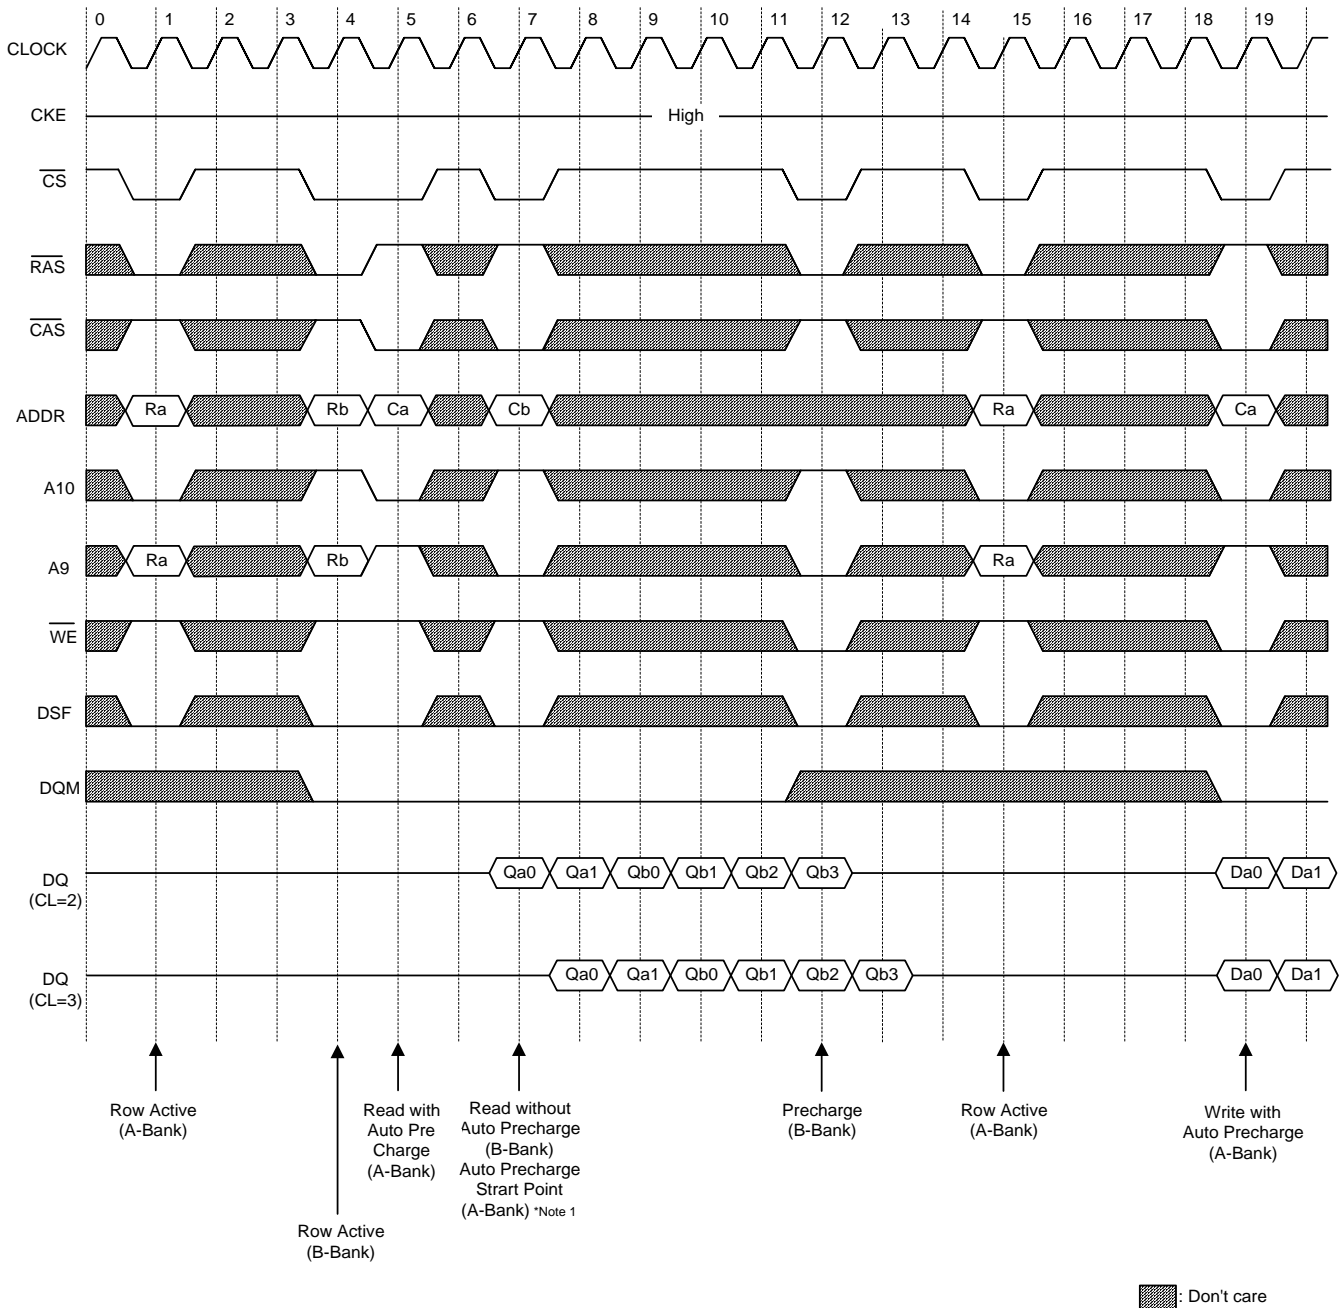 0 1 2 3 4 5 6 7 8 9 10 11 12 13 14 15 16 17 18 19
CLOCK
CKE High
CS
RAS
CAS
ADDR Ra Rb Ca Cb Ra Ca
A10
A9 Ra Rb Ra
WE
DSF
DQM
DQ
(CL=2)
Qa0 Qa1 Qb0 Qb1 Qb2 Qb3 Da0 Da1
DQ
(CL=3)
Qa0 Qa1 Qb0 Qb1 Qb2 Qb3 Da0 Da1
Row Active
(A-Bank)
Row Active
(B-Bank)
Read with
Auto Pre
Charge
(A-Bank)
Read without
Auto Precharge
(B-Bank)
Auto Precharge
Strart Point
(A-Bank) *Note 1
Precharge
(B-Bank)
Row Active
(A-Bank)
Write with
Auto Precharge
(A-Bank)
: Don't care